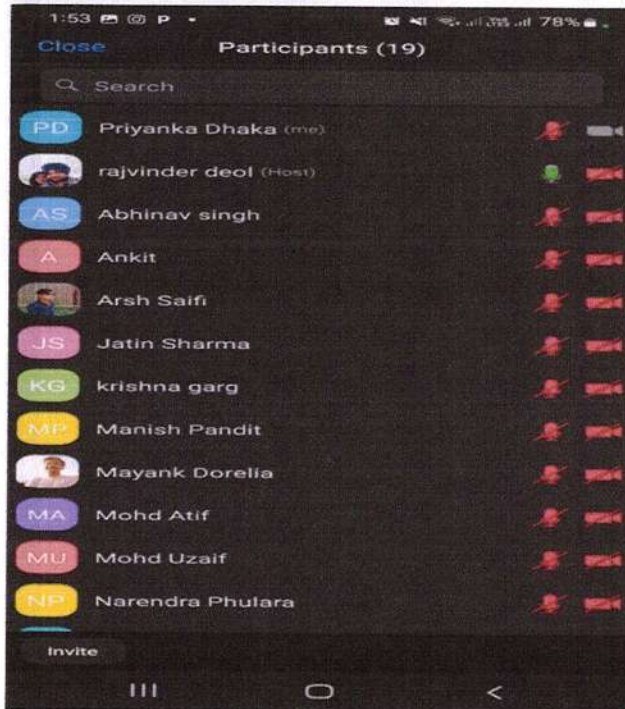 1:53 P 78%
Close Participants (19)
Search
PD Priyanka Dhaka (me)
rajvinder deol (Host)
AS Abhinav singh
A Ankit
Arsh Saifi
JS Jatin Sharma
KG krishna garg
MP Manish Pandit
Mayank Dorelia
MA Mohd Atif
MU Mohd Uzaif
NP Narendra Phulara
Invite